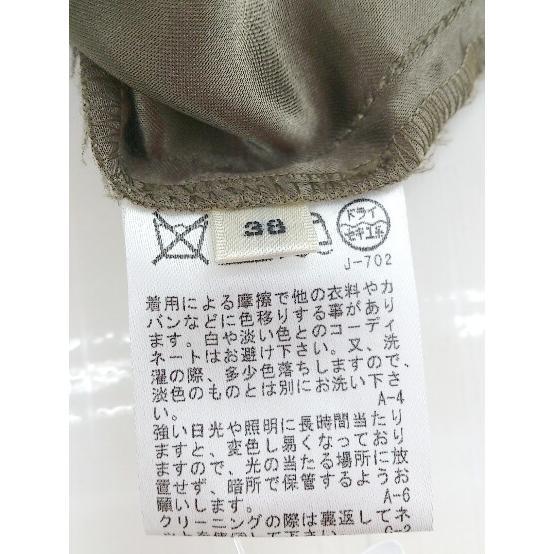 38
ドライ
セキユ系
J-702
着用による摩擦で他の衣料やカ
バンなどに色移りする事があり
ます。白や淡い色とのコーディ
ネートはお避け下さい。又、洗
濯の際、多少色落ちしますので、
淡色のものとは別にお洗い下さ
い。
A-4
強い日光や照明に長時間当たり
ますと、変色し易くなっており
ますので、光の当たる場所に放
置せず、暗所で保管するようお
願いします。
A-6
クリーニングの際は裏返してネ